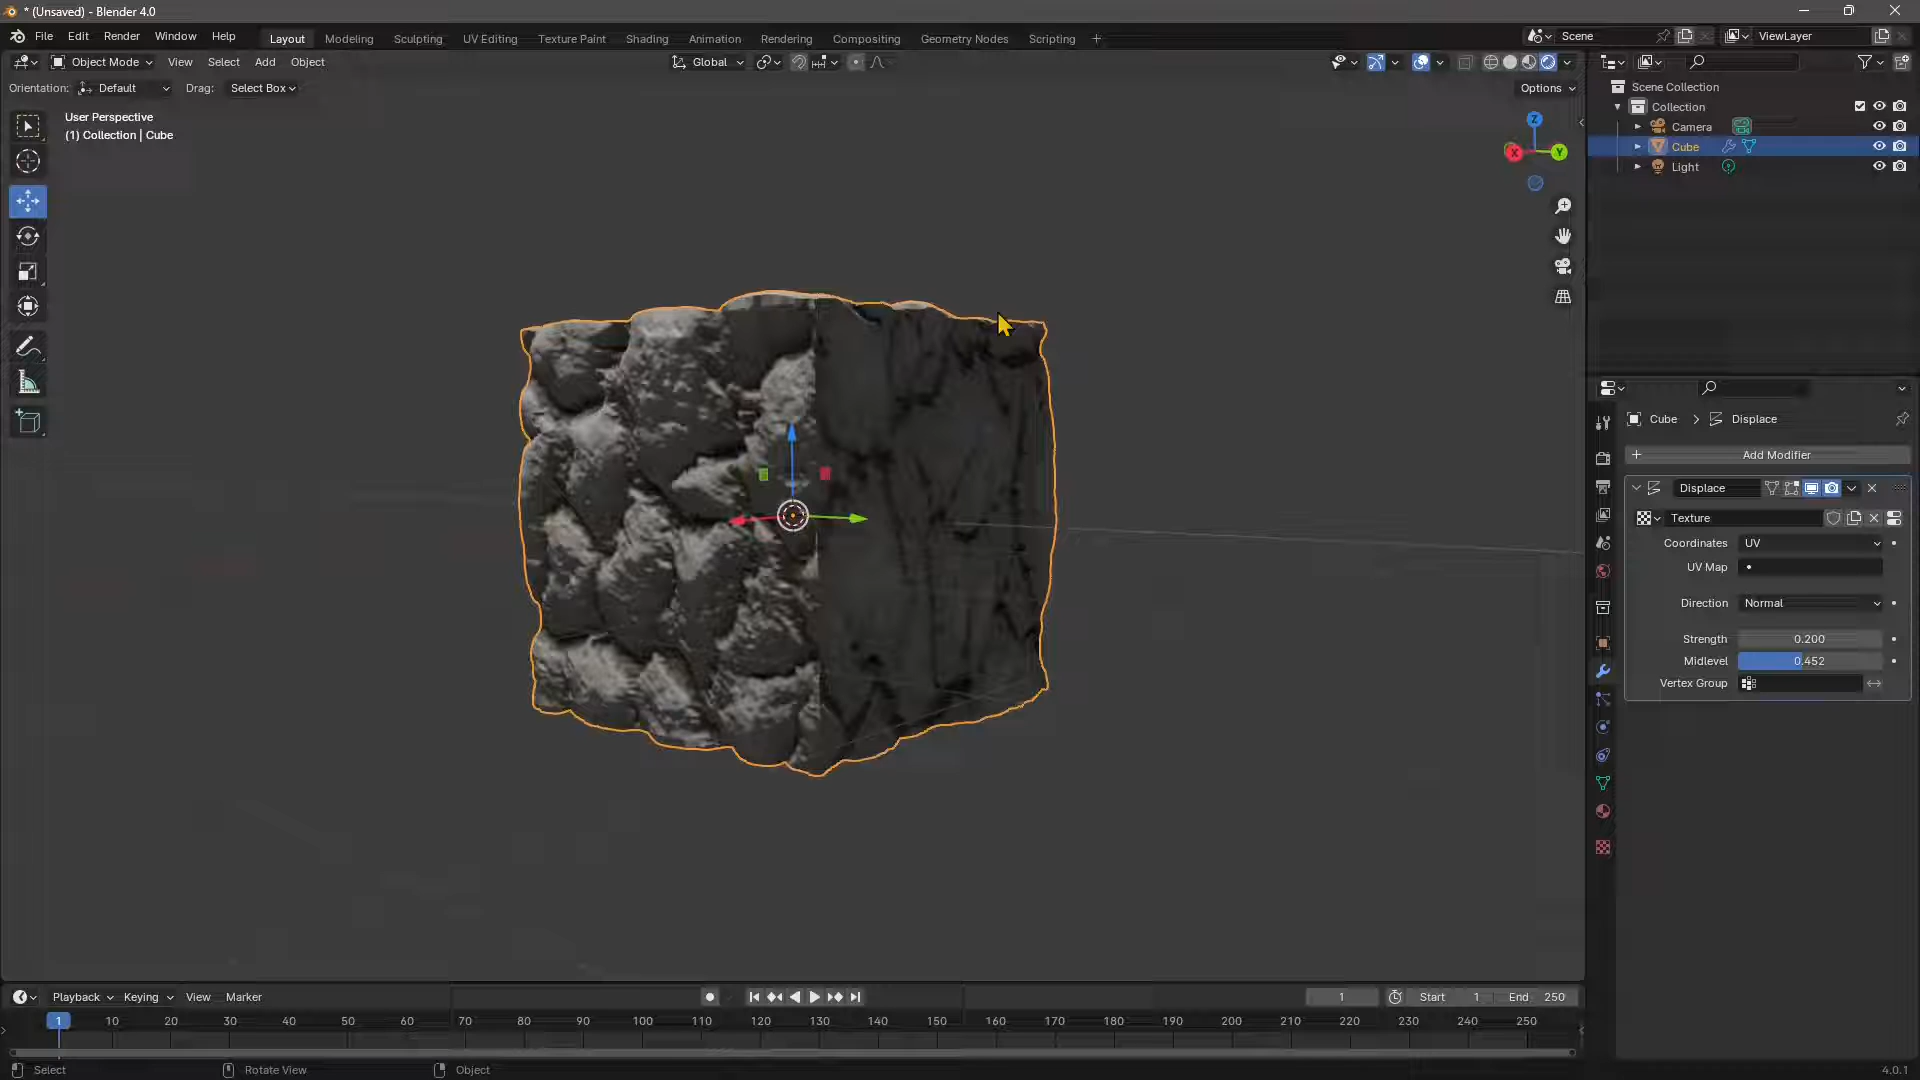 * (Unsaved) - Blender 4.0
File Edit Render Window Help
Layout Modeling Sculpting UV Editing Texture Paint Shading Animation Rendering Compositing Geometry Nodes Scripting +
Scene
ViewLayer
Object Mode View Select Add Object
Global
Orientation: Default Drag: Select Box
Options
User Perspective
(1) Collection | Cube
Z
X
Y
Scene Collection
Collection
Camera
Cube
Light
Cube > Displace
+ Add Modifier
Displace
Texture
Coordinates UV
UV Map
Direction Normal
Strength 0.200
Midlevel 0.452
Vertex Group
Playback Keying View Marker
1 Start 1 End 250
1 10 20 30 40 50 60 70 80 90 100 110 120 130 140 150 160 170 180 190 200 210 220 230 240 250
Select Rotate View Object
4.0.1